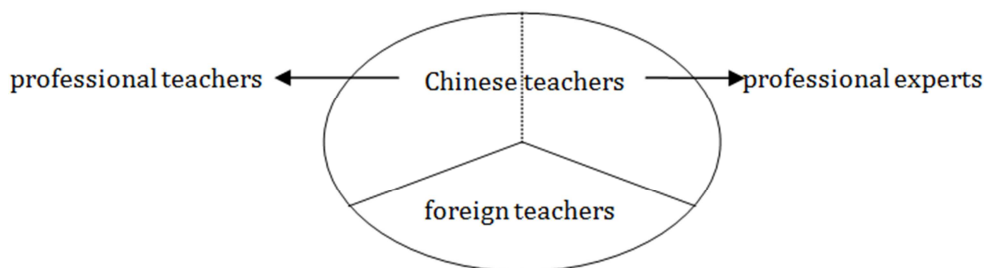 professional teachers
Chinese teachers
professional experts
foreign teachers